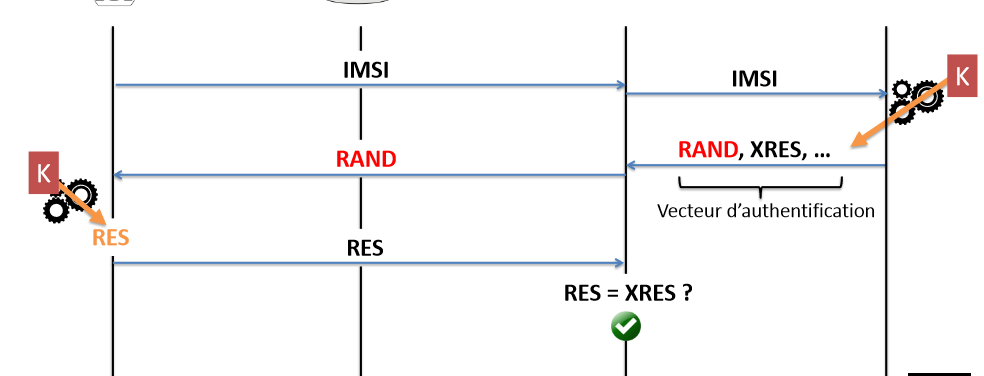 IMSI
IMSI
K
RAND, XRES, ...
RAND
K
Vecteur d'authentification
RES
RES
RES = XRES ?